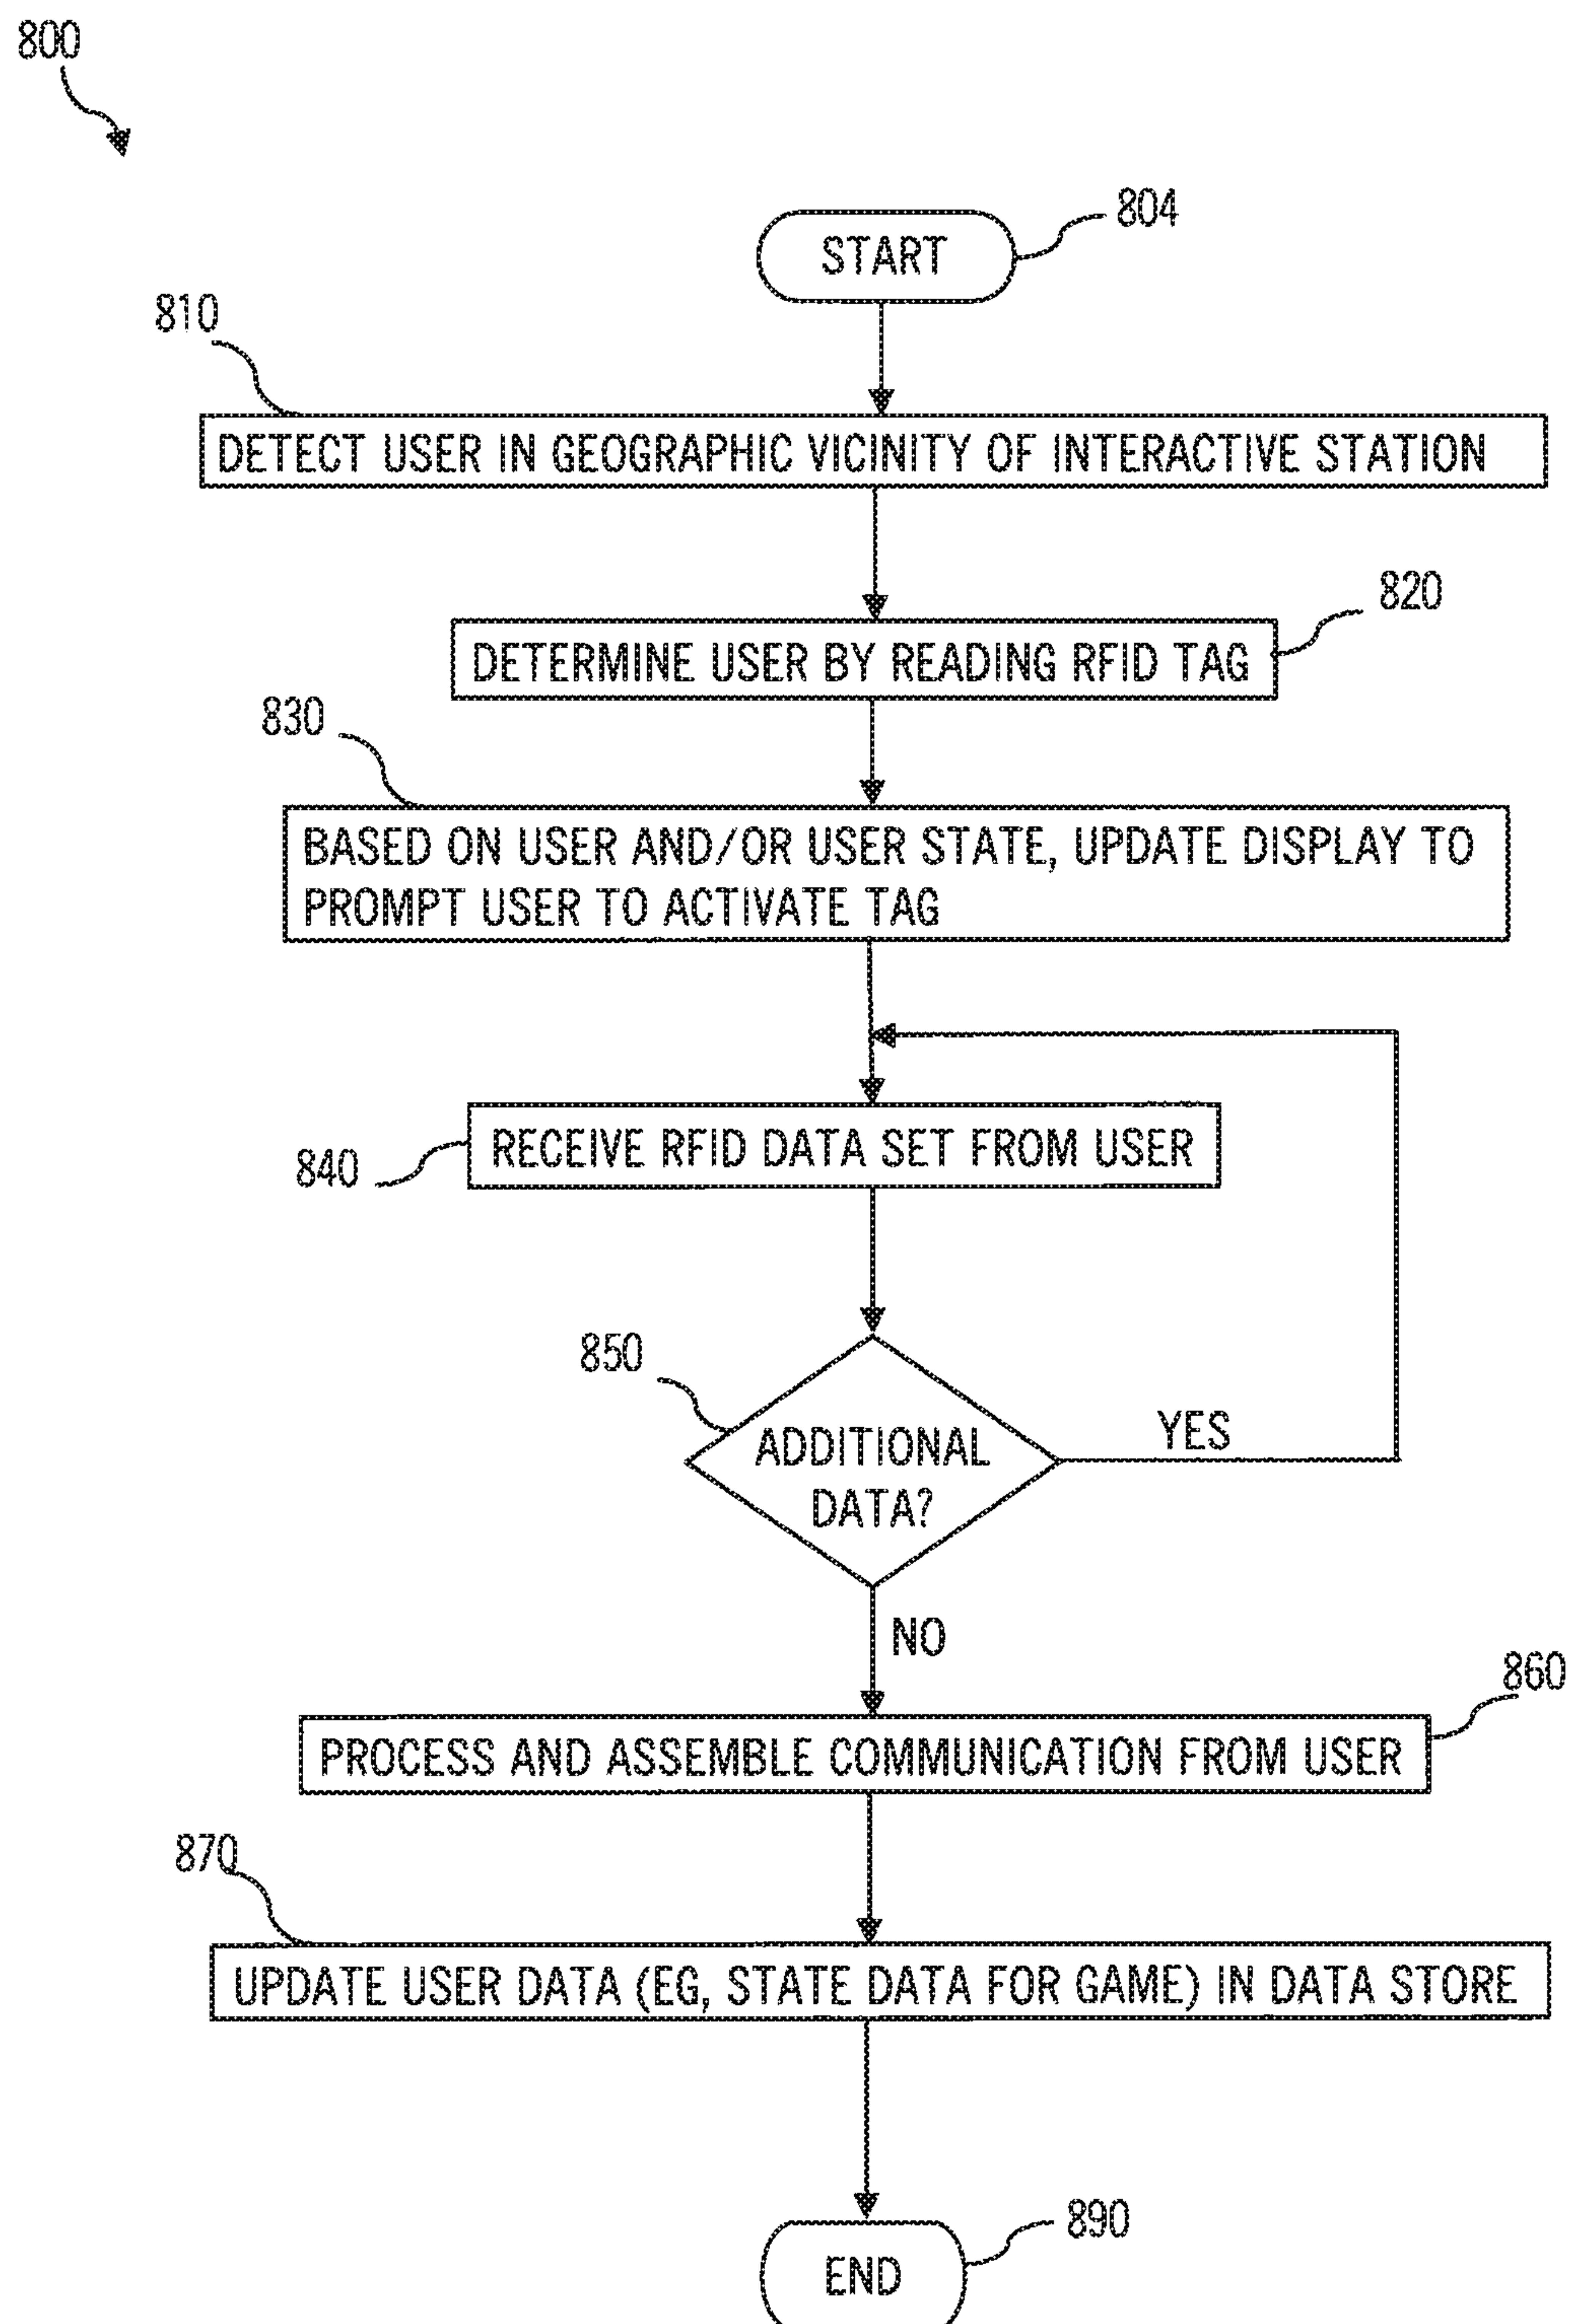 800
START
804
810
DETECT USER IN GEOGRAPHIC VICINITY OF INTERACTIVE STATION
820
DETERMINE USER BY READING RFID TAG
830
BASED ON USER AND/OR USER STATE, UPDATE DISPLAY TO
PROMPT USER TO ACTIVATE TAG
RECEIVE RFID DATA SET FROM USER
840
850
ADDITIONAL
DATA?
YES
NO
860
PROCESS AND ASSEMBLE COMMUNICATION FROM USER
870
UPDATE USER DATA (EG, STATE DATA FOR GAME) IN DATA STORE
890
END